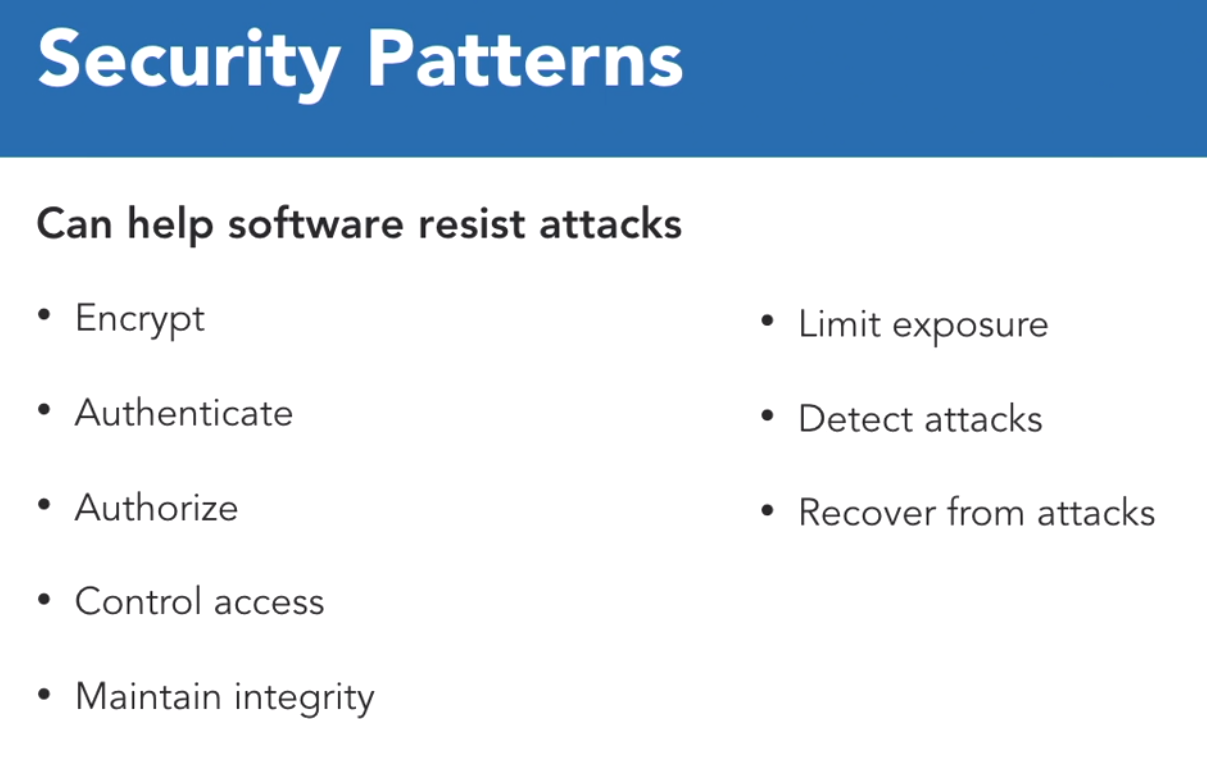 Security Patterns
Can help software resist attacks
• Encrypt
• Authenticate
• Authorize
• Control access
• Maintain integrity
• Limit exposure
• Detect attacks
• Recover from attacks